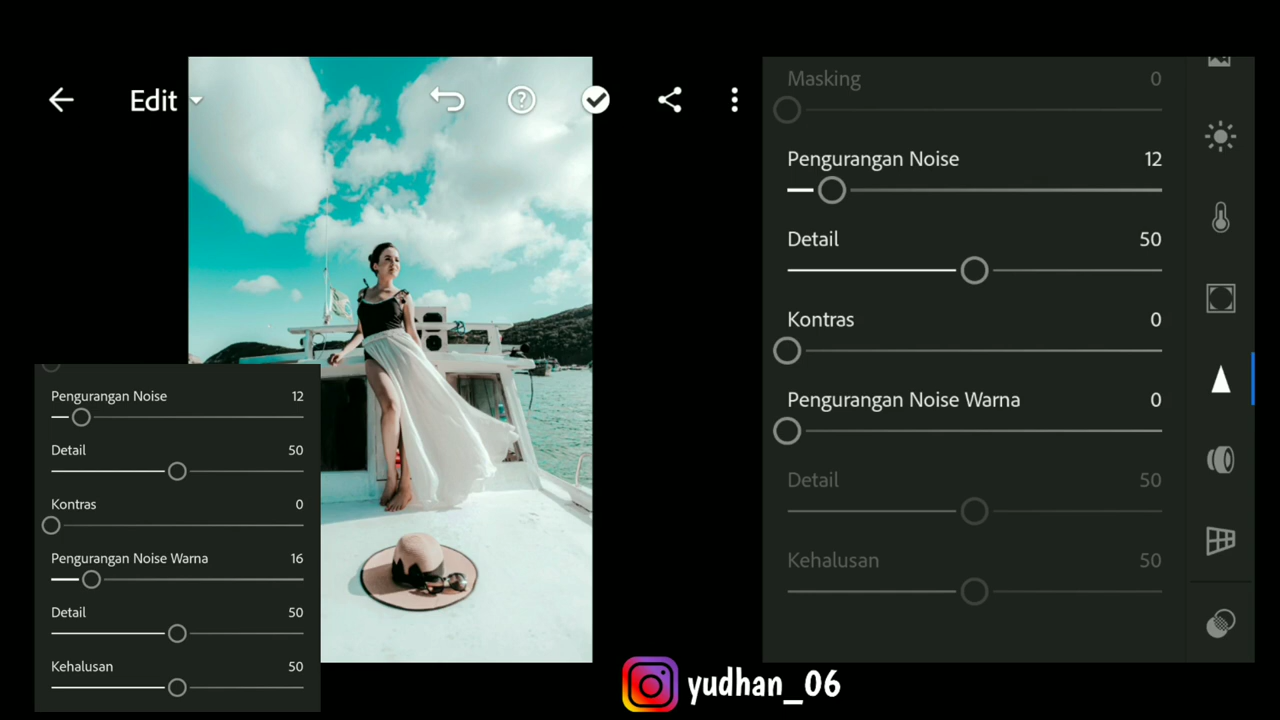 Edit
Masking 0
Pengurangan Noise 12
Detail 50
Kontras 0
Pengurangan Noise Warna 0
Detail 50
Kehalusan 50
Pengurangan Noise 12
Detail 50
Kontras 0
Pengurangan Noise Warna 16
Detail 50
Kehalusan 50
yudhan_06